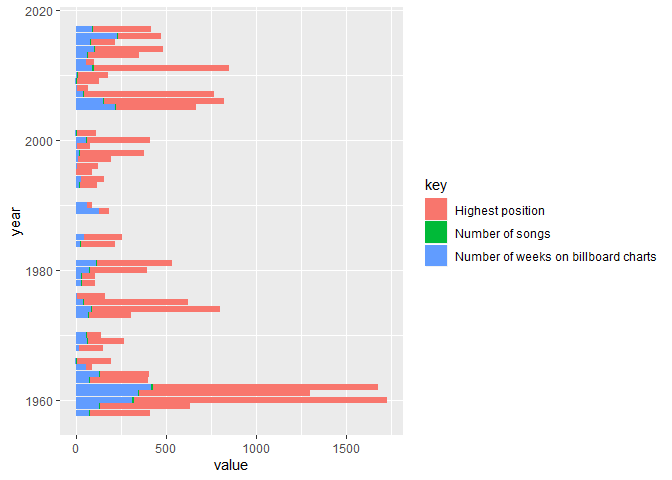 2020
2000
1980
1960
year
0
500
1000
1500
value
key
Highest position
Number of songs
Number of weeks on billboard charts